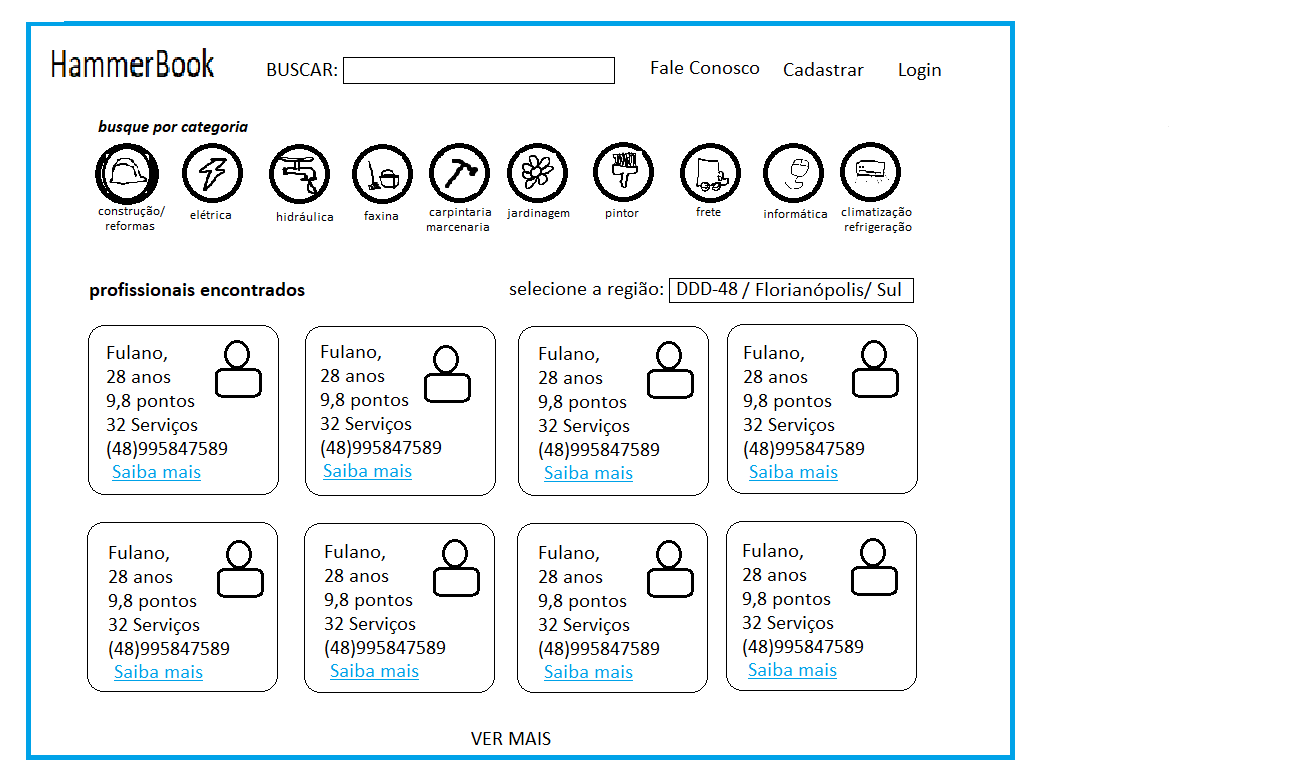 HammerBook
BUSCAR:
Fale Conosco
Cadastrar
Login
busque por categoria
construção/
reformas
elétrica
hidráulica
faxina
carpintaria
marcenaria
jardinagem
pintor
frete
informática
climatização
refrigeração
profissionais encontrados
selecione a região: DDD-48 / Florianópolis/ Sul
Fulano,
28 anos
9,8 pontos
32 Serviços
(48)995847589
Saiba mais
Fulano,
28 anos
9,8 pontos
32 Serviços
(48)995847589
Saiba mais
Fulano,
28 anos
9,8 pontos
32 Serviços
(48)995847589
Saiba mais
Fulano,
28 anos
9,8 pontos
32 Serviços
(48)995847589
Saiba mais
Fulano,
28 anos
9,8 pontos
32 Serviços
(48)995847589
Saiba mais
Fulano,
28 anos
9,8 pontos
32 Serviços
(48)995847589
Saiba mais
Fulano,
28 anos
9,8 pontos
32 Serviços
(48)995847589
Saiba mais
Fulano,
28 anos
9,8 pontos
32 Serviços
(48)995847589
Saiba mais
VER MAIS